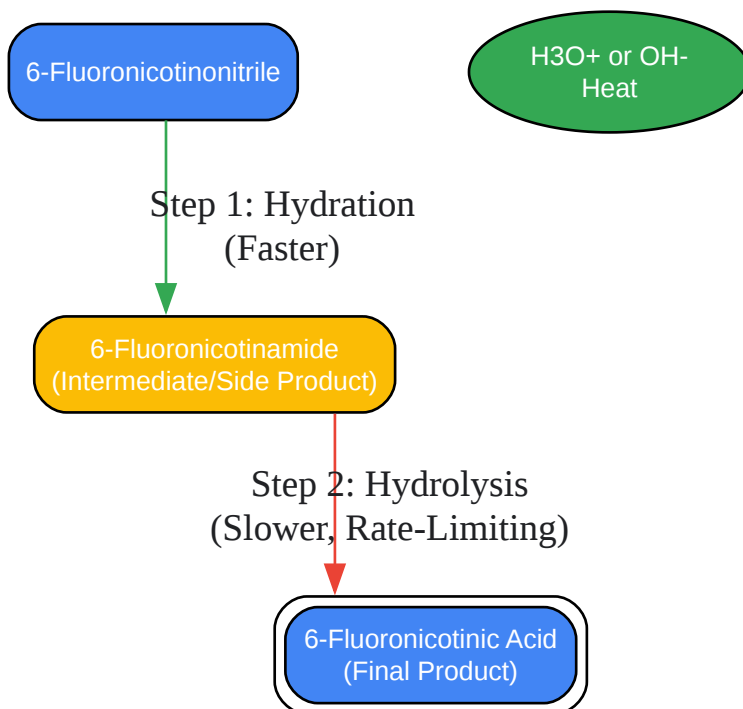 6-Fluoronicotinonitrile
H3O+ or OH-
Heat
Step 1: Hydration
(Faster)
6-Fluoronicotinamide
(Intermediate/Side Product)
Step 2: Hydrolysis
(Slower, Rate-Limiting)
6-Fluoronicotinic Acid
(Final Product)